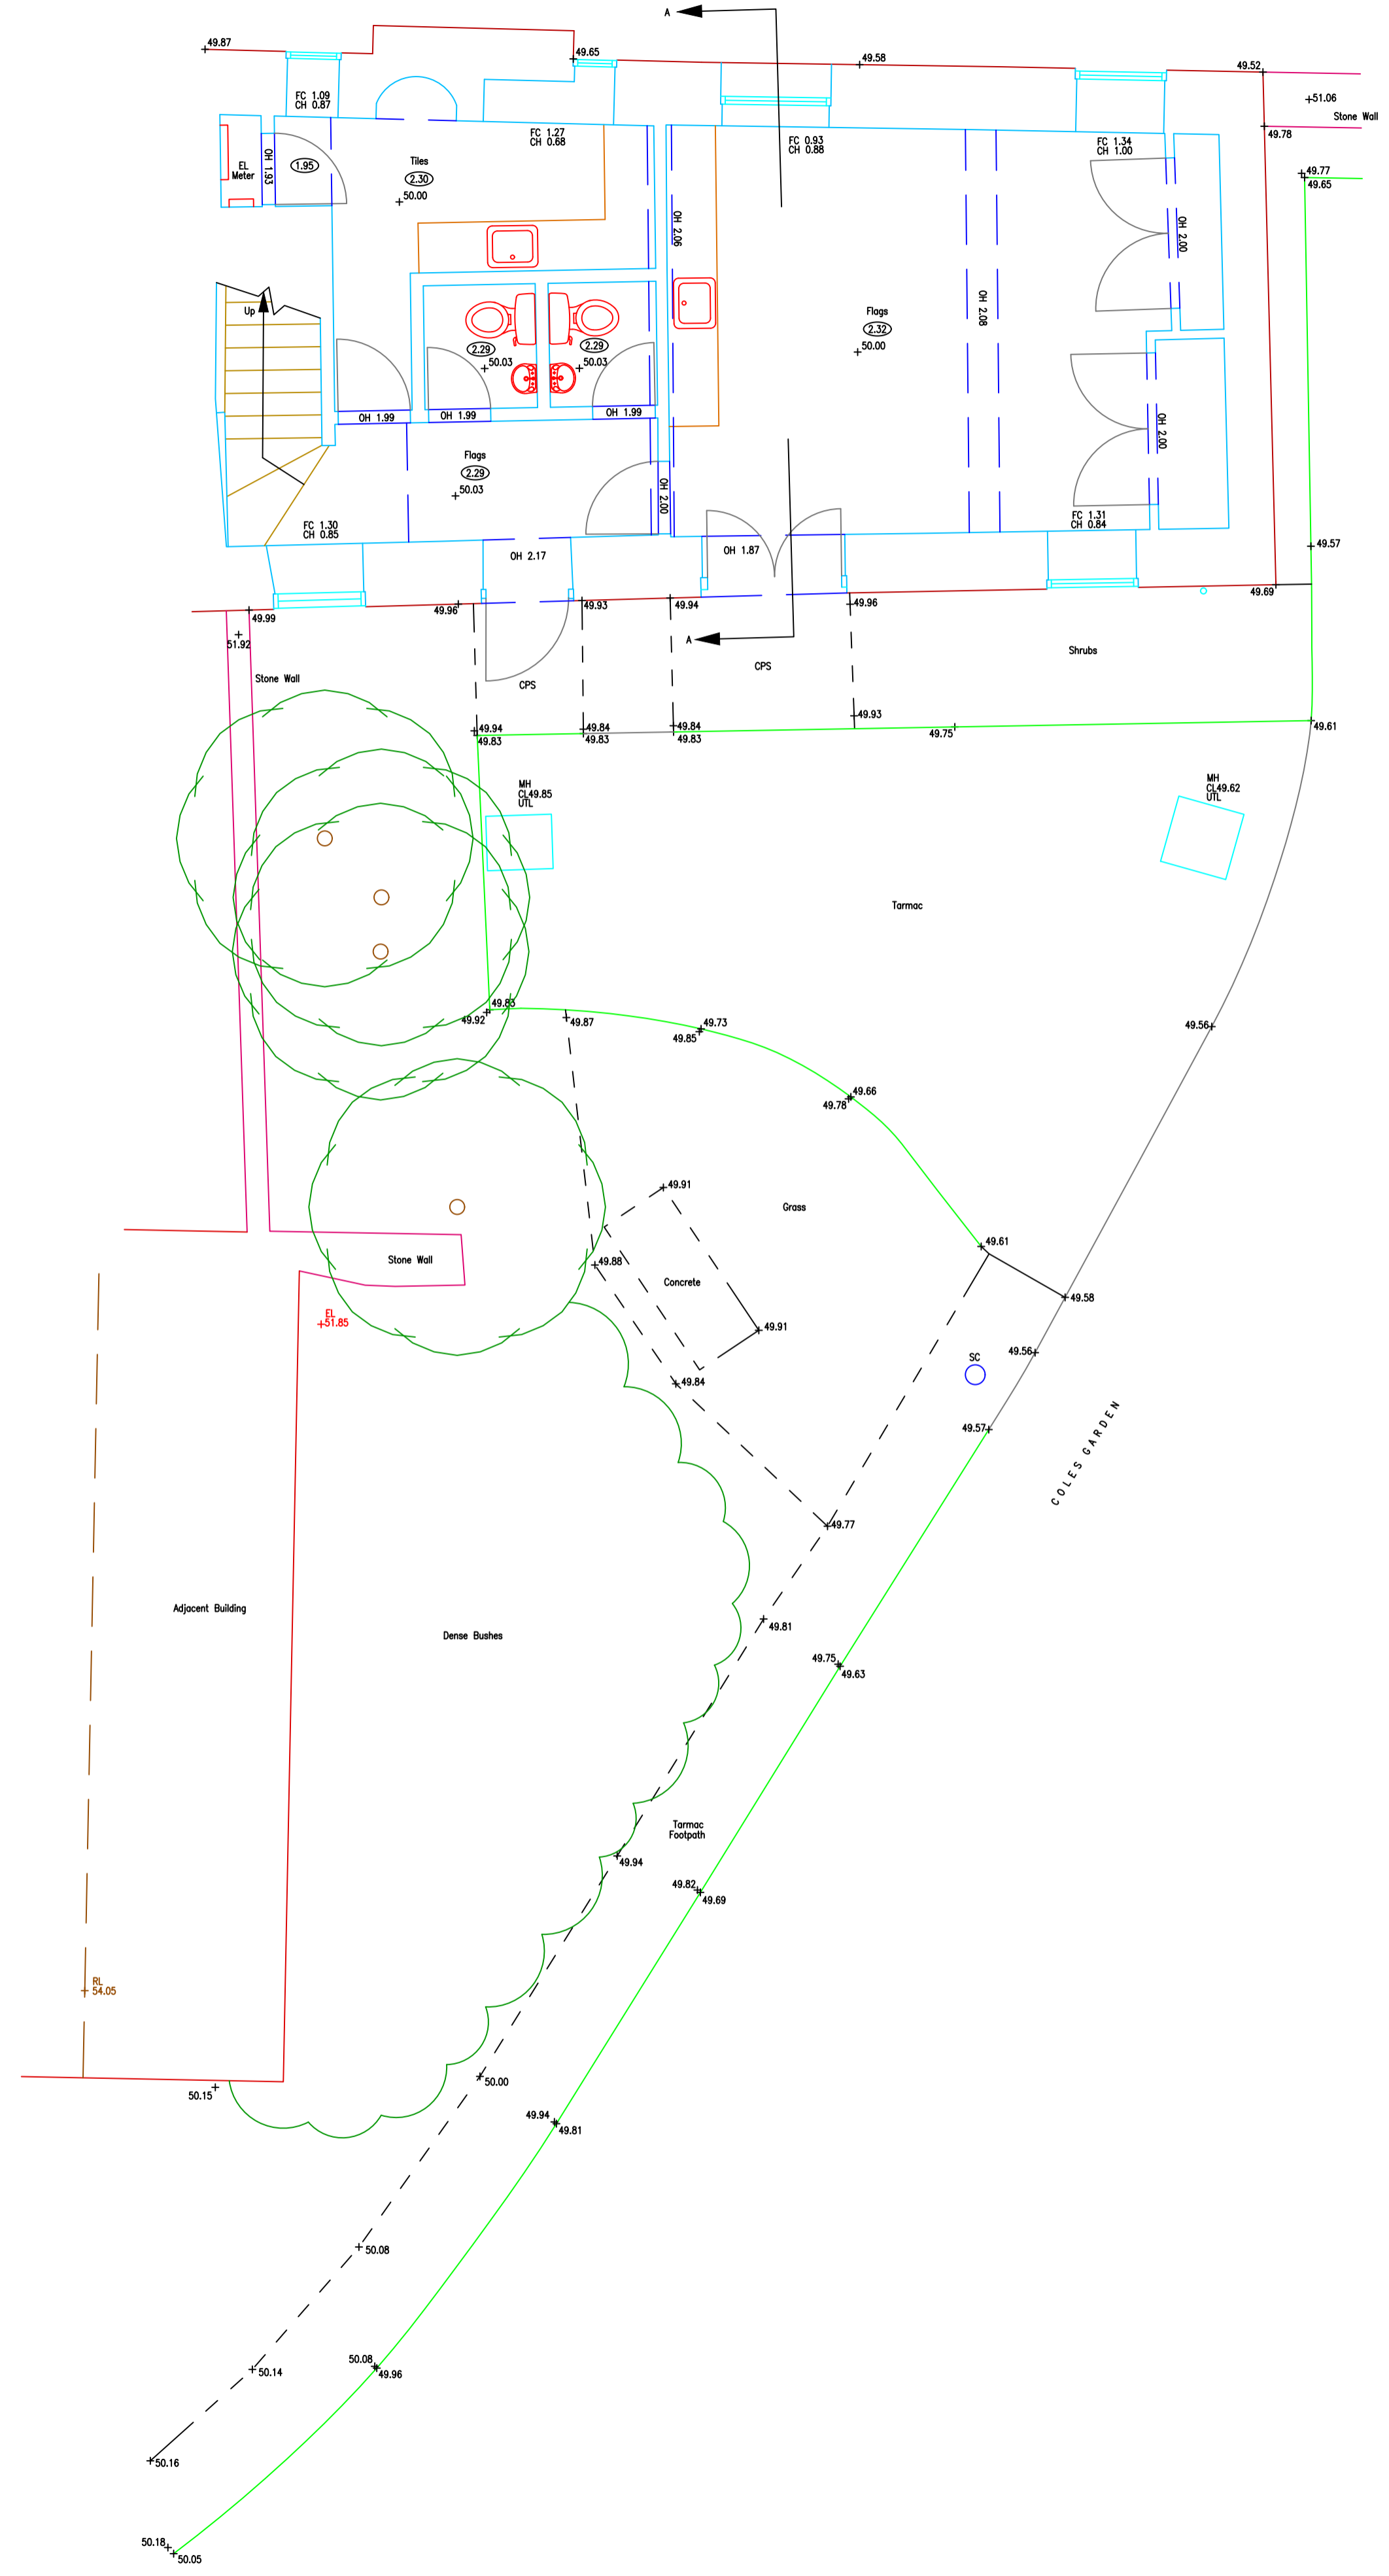 A
49.87
49.65
49.58
49.52
51.06
Stone Wall
49.78
49.77
49.65
FC 1.09
CH 0.87
FC 1.27
CH 0.68
FC 0.93
CH 0.88
FC 1.34
CH 1.00
EL
Meter
OH 1.93
1.95
Tiles
2.30
50.00
OH 2.06
OH 2.00
OH 2.08
Up
Flags
2.32
50.00
2.29
50.03
2.29
50.03
OH 1.99
OH 1.99
OH 1.99
OH 2.00
Flags
2.29
50.03
OH 2.00
FC 1.30
CH 0.85
FC 1.31
CH 0.84
OH 2.17
OH 1.87
49.57
49.99
49.96
49.93
49.94
49.96
49.69
51.92
A
Stone Wall
CPS
CPS
Shrubs
49.94
49.83
49.84
49.83
49.84
49.83
49.93
49.75
49.61
MH
CL49.85
UTL
MH
CL49.62
UTL
Tarmac
49.83
49.92
49.87
49.73
49.85
49.56
49.66
49.78
49.91
Grass
49.61
Stone Wall
49.88
Concrete
49.58
EL
51.85
49.91
49.56
SC
49.84
49.57
COLES GARDEN
49.77
Adjacent Building
Dense Bushes
49.81
49.75
49.63
Tarmac
Footpath
49.94
49.82
49.69
RL
54.05
50.00
50.15
49.94
49.81
50.08
50.14
50.08
49.96
50.16
50.18
50.05